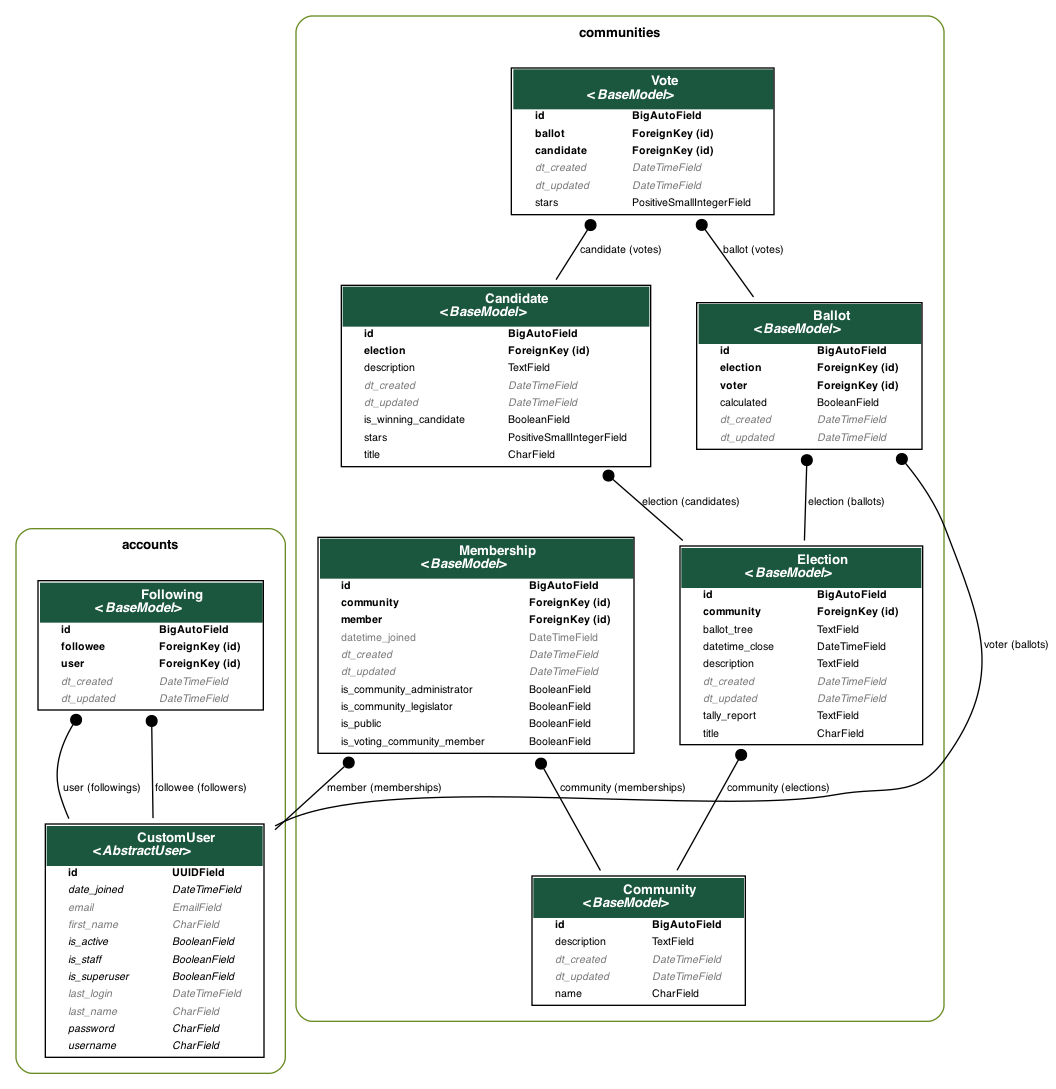 communities
Vote
<BaseModel>
id BigAutoField
ballot ForeignKey (id)
candidate ForeignKey (id)
dt_created DateTimeField
dt_updated DateTimeField
stars PositiveSmallIntegerField
candidate (votes)
ballot (votes)
Candidate
<BaseModel>
id BigAutoField
election ForeignKey (id)
description TextField
dt_created DateTimeField
dt_updated DateTimeField
is_winning_candidate BooleanField
stars PositiveSmallIntegerField
title CharField
Ballot
<BaseModel>
id BigAutoField
election ForeignKey (id)
voter ForeignKey (id)
calculated BooleanField
dt_created DateTimeField
dt_updated DateTimeField
election (candidates)
election (ballots)
accounts
Following
<BaseModel>
id BigAutoField
followee ForeignKey (id)
user ForeignKey (id)
dt_created DateTimeField
dt_updated DateTimeField
Membership
<BaseModel>
id BigAutoField
community ForeignKey (id)
member ForeignKey (id)
datetime_joined DateTimeField
dt_created DateTimeField
dt_updated DateTimeField
is_community_administrator BooleanField
is_community_legislator BooleanField
is_public BooleanField
is_voting_community_member BooleanField
Election
<BaseModel>
id BigAutoField
community ForeignKey (id)
ballot_tree TextField
datetime_close DateTimeField
description TextField
dt_created DateTimeField
dt_updated DateTimeField
tally_report TextField
title CharField
voter (ballots)
user (followings)
followee (followers)
member (memberships)
community (memberships)
community (elections)
CustomUser
<AbstractUser>
id UUIDField
date_joined DateTimeField
email EmailField
first_name CharField
is_active BooleanField
is_staff BooleanField
is_superuser BooleanField
last_login DateTimeField
last_name CharField
password CharField
username CharField
Community
<BaseModel>
id BigAutoField
description TextField
dt_created DateTimeField
dt_updated DateTimeField
name CharField